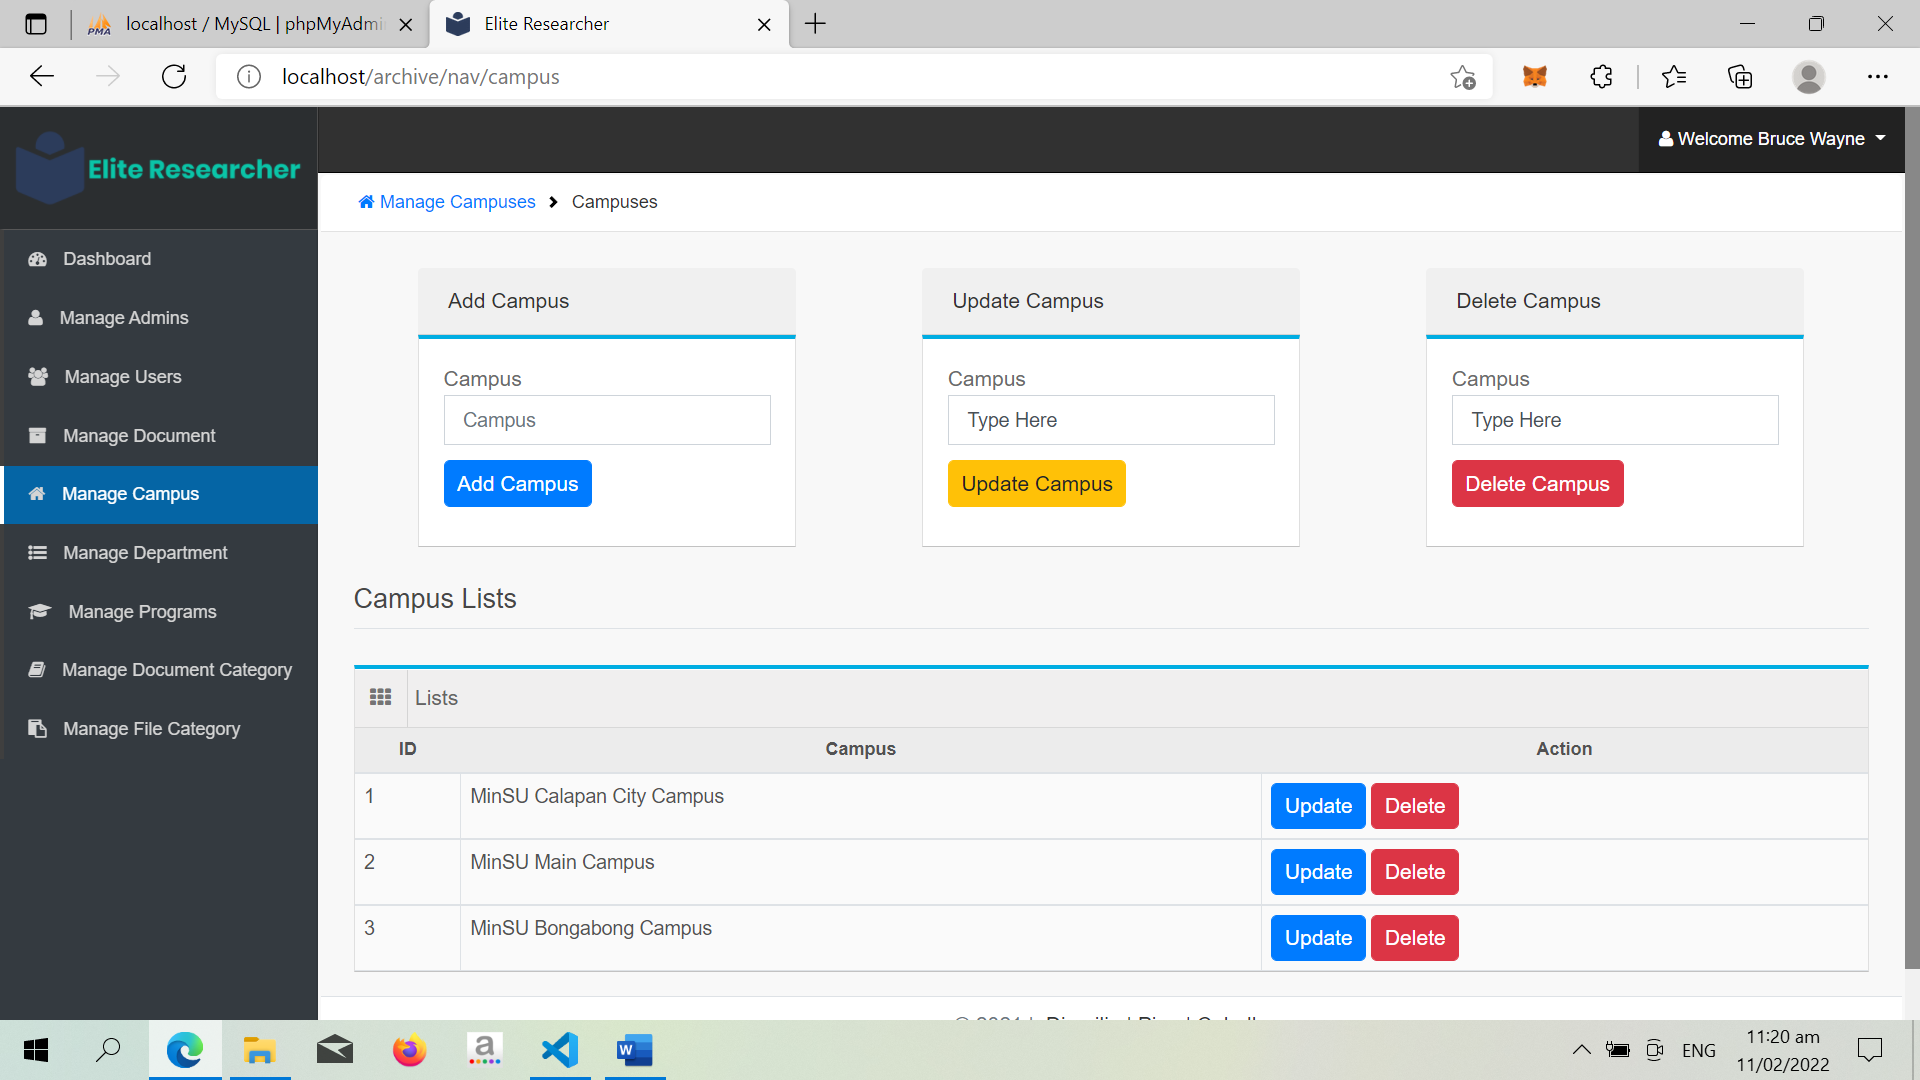 localhost / MySQL | phpMyAdmi
Elite Researcher
localhost/archive/nav/campus
Elite Researcher
Welcome Bruce Wayne
Manage Campuses
Campuses
Dashboard
Manage Admins
Manage Users
Manage Document
Manage Campus
Manage Department
Manage Programs
Manage Document Category
Manage File Category
Add Campus
Campus
Campus
Add Campus
Update Campus
Campus
Type Here
Update Campus
Delete Campus
Campus
Type Here
Delete Campus
Campus Lists
Lists
ID Campus Action
1 MinSU Calapan City Campus Update Delete
2 MinSU Main Campus Update Delete
3 MinSU Bongabong Campus Update Delete
ENG
11:20 am
11/02/2022